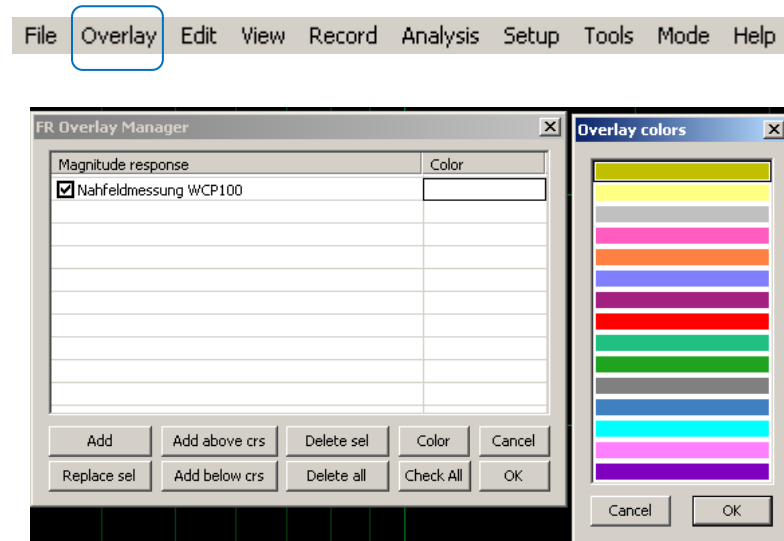 File Overlay Edit View Record Analysis Setup Tools Mode Help
FR Overlay Manager
Magnitude response Color
Nahfeldmessung WCP100
Add Add above crs Delete sel Color Cancel
Replace sel Add below crs Delete all Check All OK
Overlay colors
Cancel OK